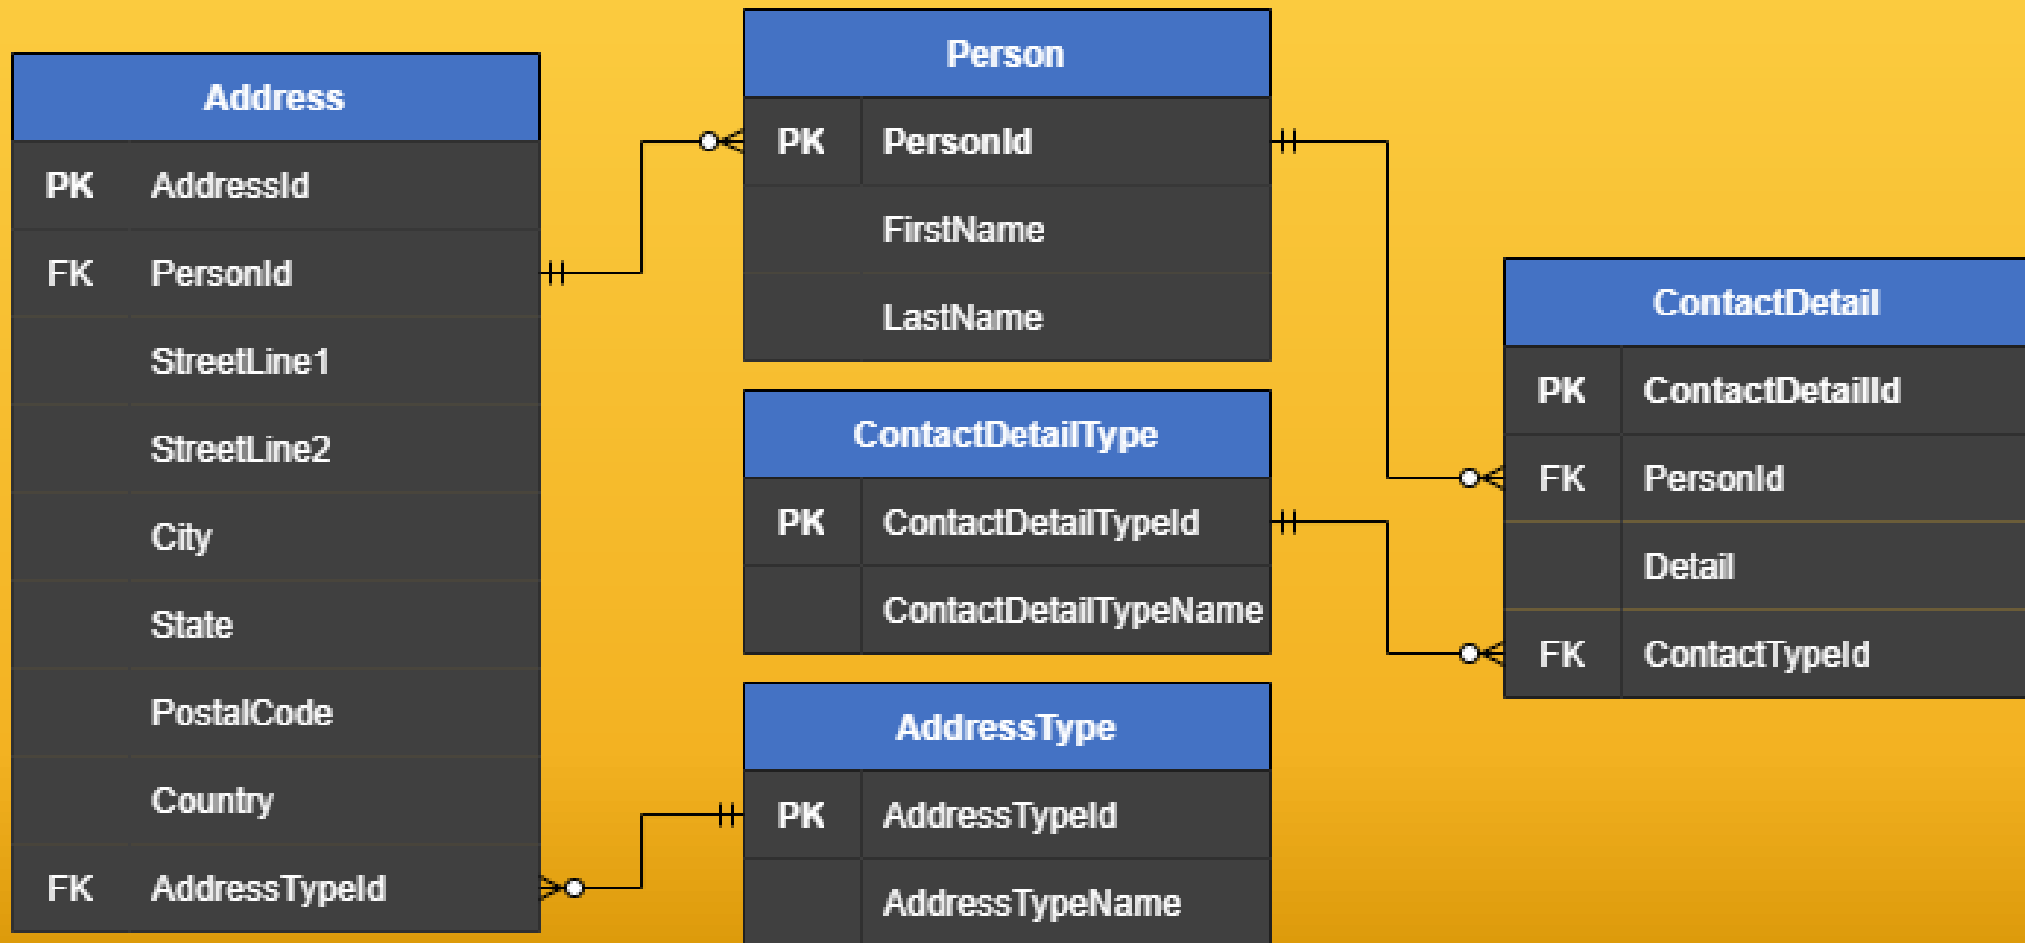 Address
PK AddressId
FK PersonId
StreetLine1
StreetLine2
City
State
PostalCode
Country
FK AddressTypeId
Person
PK PersonId
FirstName
LastName
ContactDetailType
PK ContactDetailTypeId
ContactDetailTypeName
AddressType
PK AddressTypeId
AddressTypeName
ContactDetail
PK ContactDetailId
FK PersonId
Detail
FK ContactTypeId